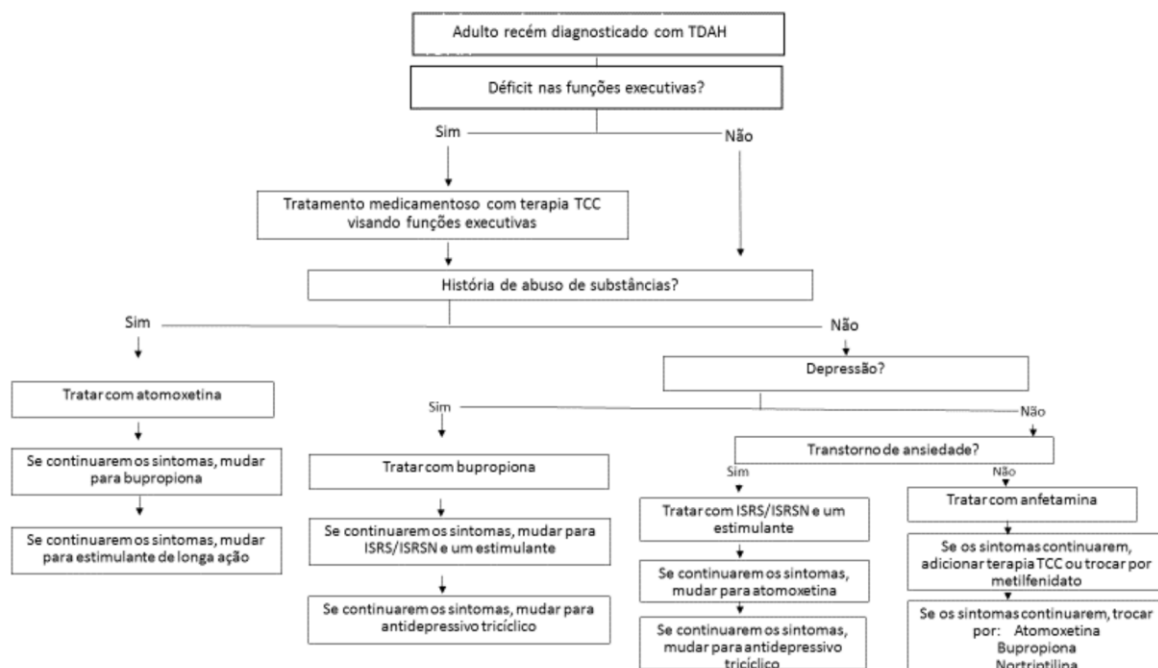 Adulto recém diagnosticado com TDAH
Déficit nas funções executivas?
Sim
Não
Tratamento medicamentoso com terapia TCC
visando funções executivas
História de abuso de substâncias?
Sim
Não
Depressão?
Tratar com atomoxetina
Sim
Não
Transtorno de ansiedade?
Se continuarem os sintomas, mudar
para bupropiona
Tratar com bupropiona
Sim
Não
Tratar com ISRS/ISRSN e um
estimulante
Tratar com anfetamina
Se continuarem os sintomas, mudar
para estimulante de longa ação
Se continuarem os sintomas, mudar para
ISRS/ISRSN e um estimulante
Se os sintomas continuarem,
adicionar terapia TCC ou trocar por
metilfenidato
Se continuarem os sintomas,
mudar para atomoxetina
Se continuarem os sintomas, mudar para
antidepressivo tricíclico
Se continuarem os sintomas,
mudar para antidepressivo
tricíclico
Se os sintomas continuarem, trocar
por: Atomoxetina
Bupropiona
Nortriptilina